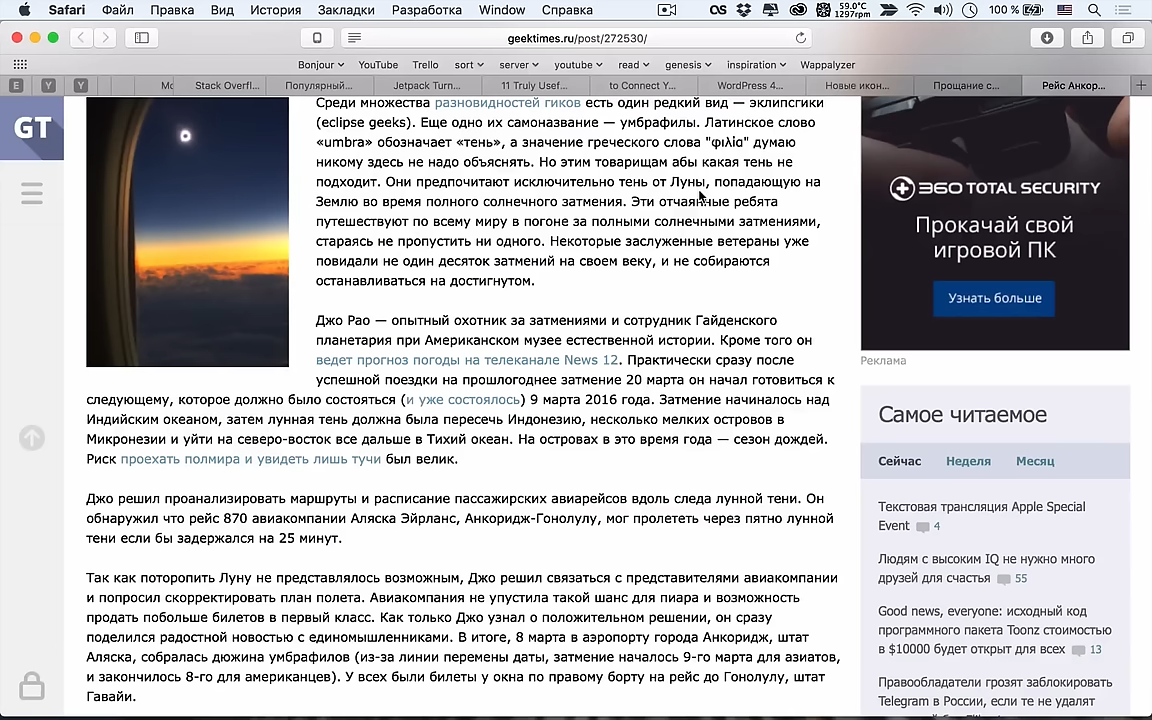 Safari Файл Правка Вид История Закладки Разработка Window Справка
59.0°C
1297rpm
100 %
geektimes.ru/post/272530/
Bonjour YouTube Trello sort server youtube read genesis inspiration Wappalyzer
E Y Y Мс Stack Overfl... Популярный... Jetpack Turn... 11 Truly Usef... to Connect Y... WordPress 4... Новые икон... Прощание с... Рейс Анкор...
GT
Среди множества разновидностей гиков есть один редкий вид — эклипсгики
(eclipse geeks). Еще одно их самоназвание — умбрафилы. Латинское слово
«umbra» обозначает «тень», а значение греческого слова "φιλία" думаю
никому здесь не надо объяснять. Но этим товарищам абы какая тень не
подходит. Они предпочитают исключительно тень от Луны, попадающую на
Землю во время полного солнечного затмения. Эти отчаянные ребята
путешествуют по всему миру в погоне за полными солнечными затмениями,
стараясь не пропустить ни одного. Некоторые заслуженные ветераны уже
повидали не один десяток затмений на своем веку, и не собираются
останавливаться на достигнутом.
Джо Рао — опытный охотник за затмениями и сотрудник Гайденского
планетария при Американском музее естественной истории. Кроме того он
ведет прогноз погоды на телеканале News 12. Практически сразу после
успешной поездки на прошлогоднее затмение 20 марта он начал готовиться к
следующему, которое должно было состояться (и уже состоялось) 9 марта 2016 года. Затмение начиналось над
Индийским океаном, затем лунная тень должна была пересечь Индонезию, несколько мелких островов в
Микронезии и уйти на северо-восток все дальше в Тихий океан. На островах в это время года — сезон дождей.
Риск проехать полмира и увидеть лишь тучи был велик.
Джо решил проанализировать маршруты и расписание пассажирских авиарейсов вдоль следа лунной тени. Он
обнаружил что рейс 870 авиакомпании Аляска Эйрланс, Анкоридж-Гонолулу, мог пролететь через пятно лунной
тени если бы задержался на 25 минут.
Так как поторопить Луну не представлялось возможным, Джо решил связаться с представителями авиакомпании
и попросил скорректировать план полета. Авиакомпания не упустила такой шанс для пиара и возможность
продать побольше билетов в первый класс. Как только Джо узнал о положительном решении, он сразу
поделился радостной новостью с единомышленниками. В итоге, 8 марта в аэропорту города Анкоридж, штат
Аляска, собралась дюжина умбрафилов (из-за линии перемены даты, затмение началось 9-го марта для азиатов,
и закончилось 8-го для американцев). У всех были билеты у окна по правому борту на рейс до Гонолулу, штат
Гавайи.
360 TOTAL SECURITY
Прокачай свой
игровой ПК
Узнать больше
Реклама
Самое читаемое
Сейчас Неделя Месяц
Текстовая трансляция Apple Special
Event 4
Людям с высоким IQ не нужно много
друзей для счастья 55
Good news, everyone: исходный код
программного пакета Toonz стоимостью
в $10000 будет открыт для всех 13
Правообладатели грозят заблокировать
Telegram в России, если те не удалят